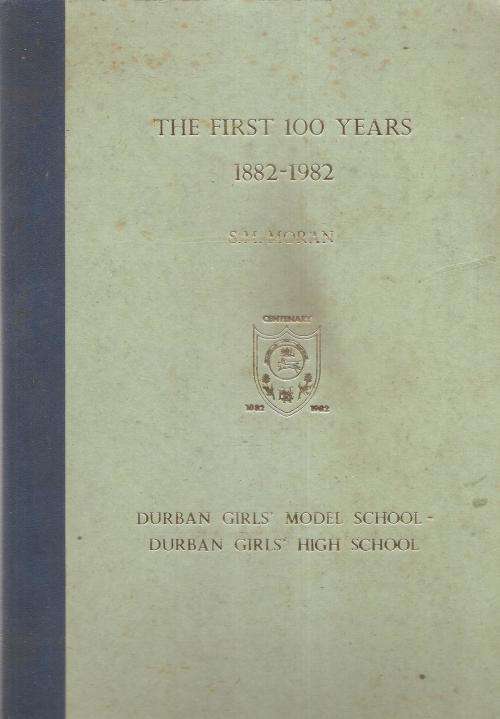 THE FIRST 100 YEARS
1882-1982
S.M. MORAN
CENTENARY
1882 1982
DURBAN GIRLS' MODEL SCHOOL -
DURBAN GIRLS' HIGH SCHOOL